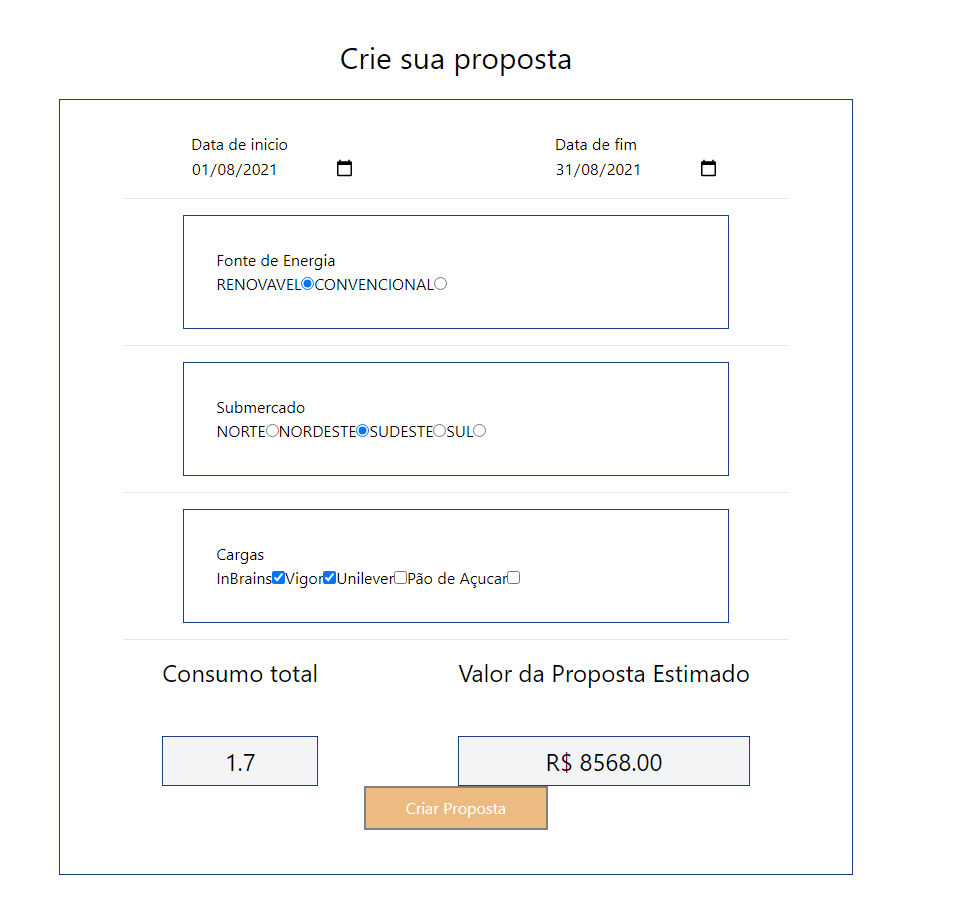 Crie sua proposta
Data de inicio
Data de fim
01/08/2021
31/08/2021
Fonte de Energia
RENOVAVEL CONVENCIONAL
Submercado
NORTE NORDESTE SUDESTE SUL
Cargas
InBrains Vigor Unilever Pão de Açucar
Consumo total
Valor da Proposta Estimado
1.7
R$ 8568.00
Criar Proposta